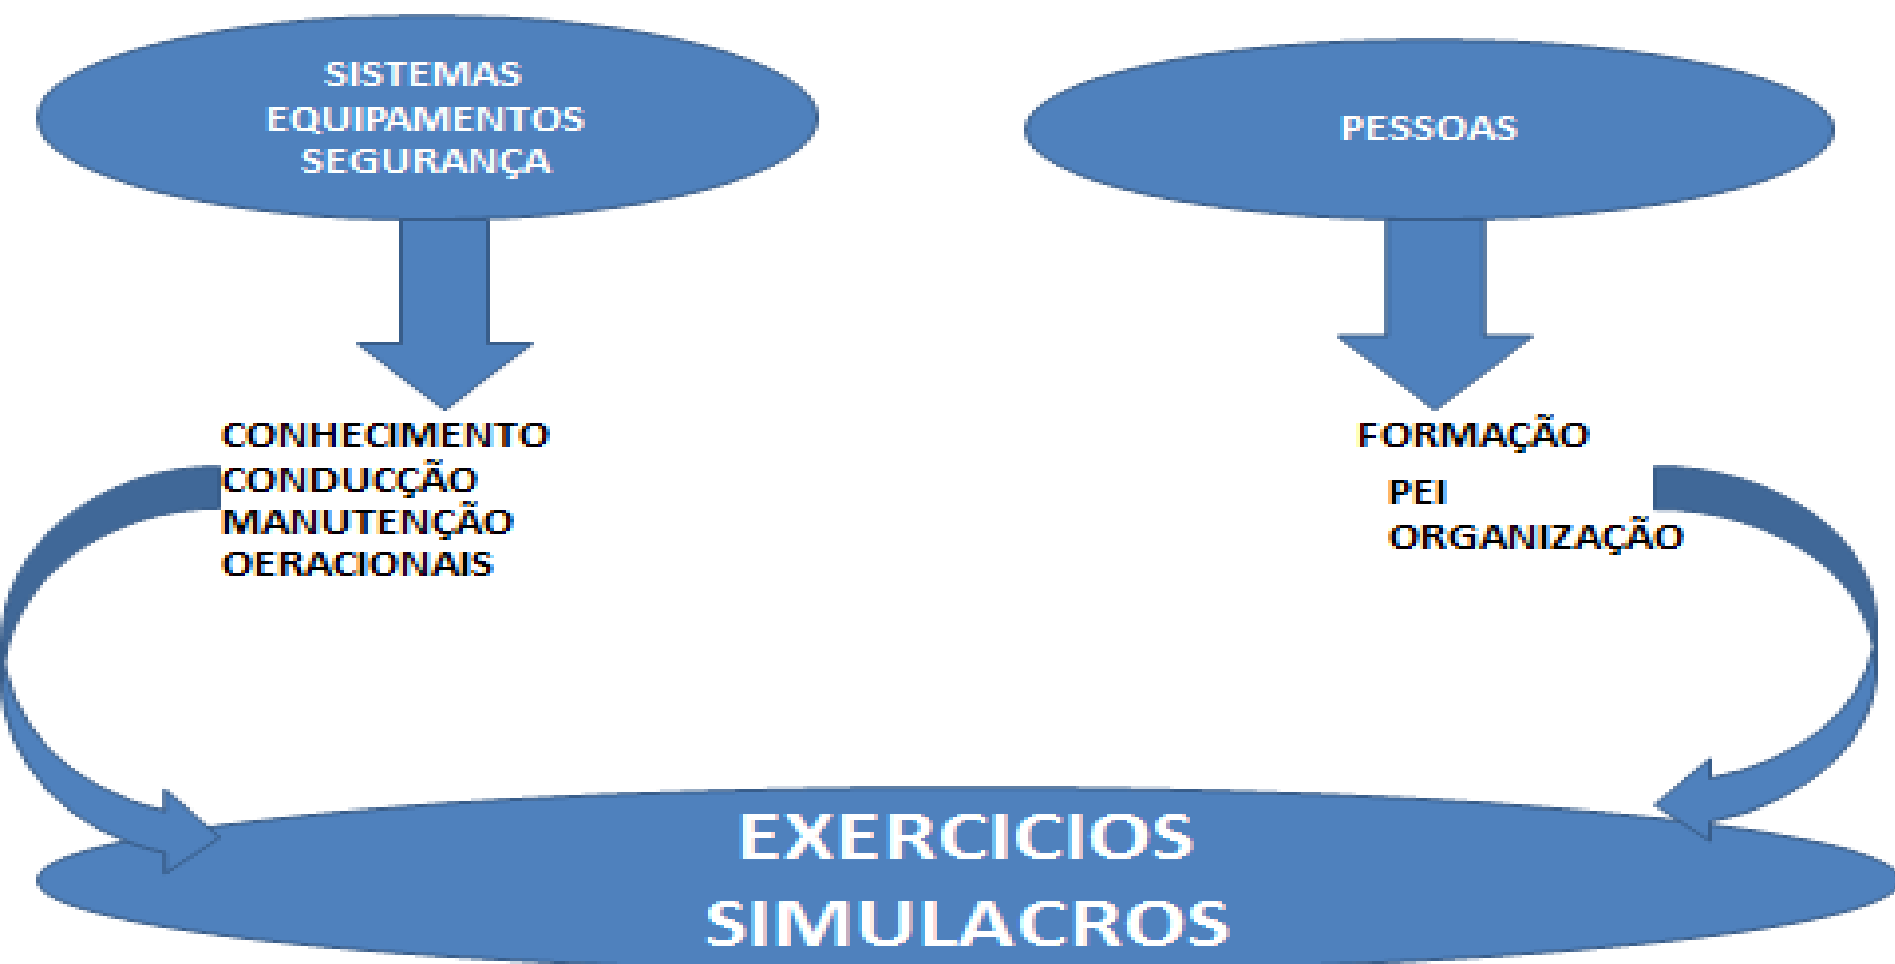 SISTEMAS
EQUIPAMENTOS
SEGURANÇA
PESSOAS
CONHECIMENTO
CONDUCÇÃO
MANUTENÇÃO
OERACIONAIS
FORMAÇÃO
PEI
ORGANIZAÇÃO
EXERCICIOS
SIMULACROS